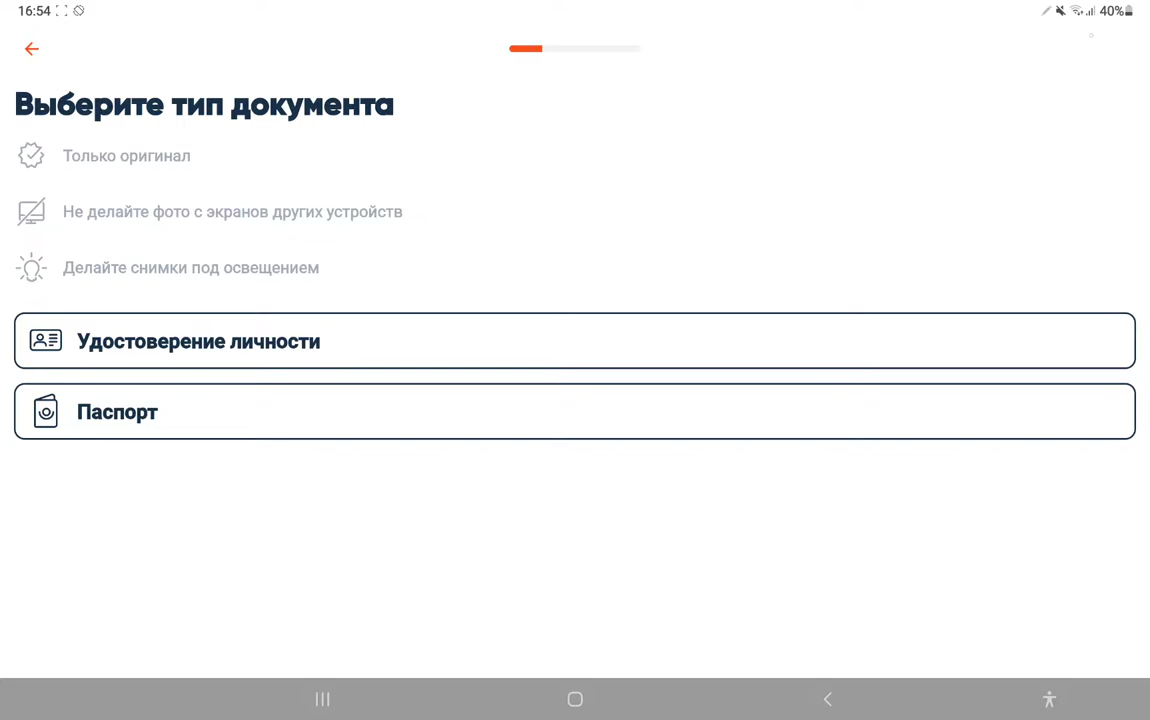 16:54
40%
Выберите тип документа
Только оригинал
Не делайте фото с экранов других устройств
Делайте снимки под освещением
Удостоверение личности
Паспорт